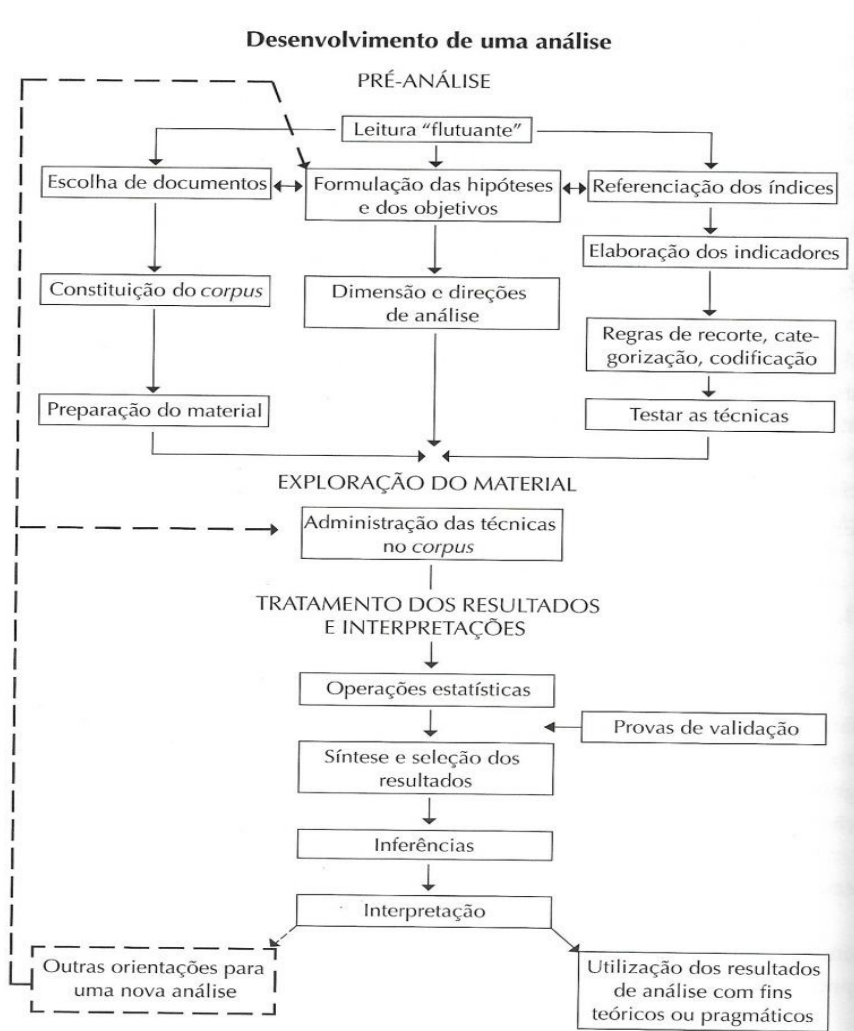 Desenvolvimento de uma análise
PRÉ-ANÁLISE
Leitura “flutuante”
Escolha de documentos
Formulação das hipóteses
e dos objetivos
Referenciação dos índices
Elaboração dos indicadores
Constituição do corpus
Dimensão e direções
de análise
Regras de recorte, cate-
gorização, codificação
Preparação do material
Testar as técnicas
EXPLORAÇÃO DO MATERIAL
Administração das técnicas
no corpus
TRATAMENTO DOS RESULTADOS
E INTERPRETAÇÕES
Operações estatísticas
Provas de validação
Síntese e seleção dos
resultados
Inferências
Interpretação
Outras orientações para
uma nova análise
Utilização dos resultados
de análise com fins
teóricos ou pragmáticos